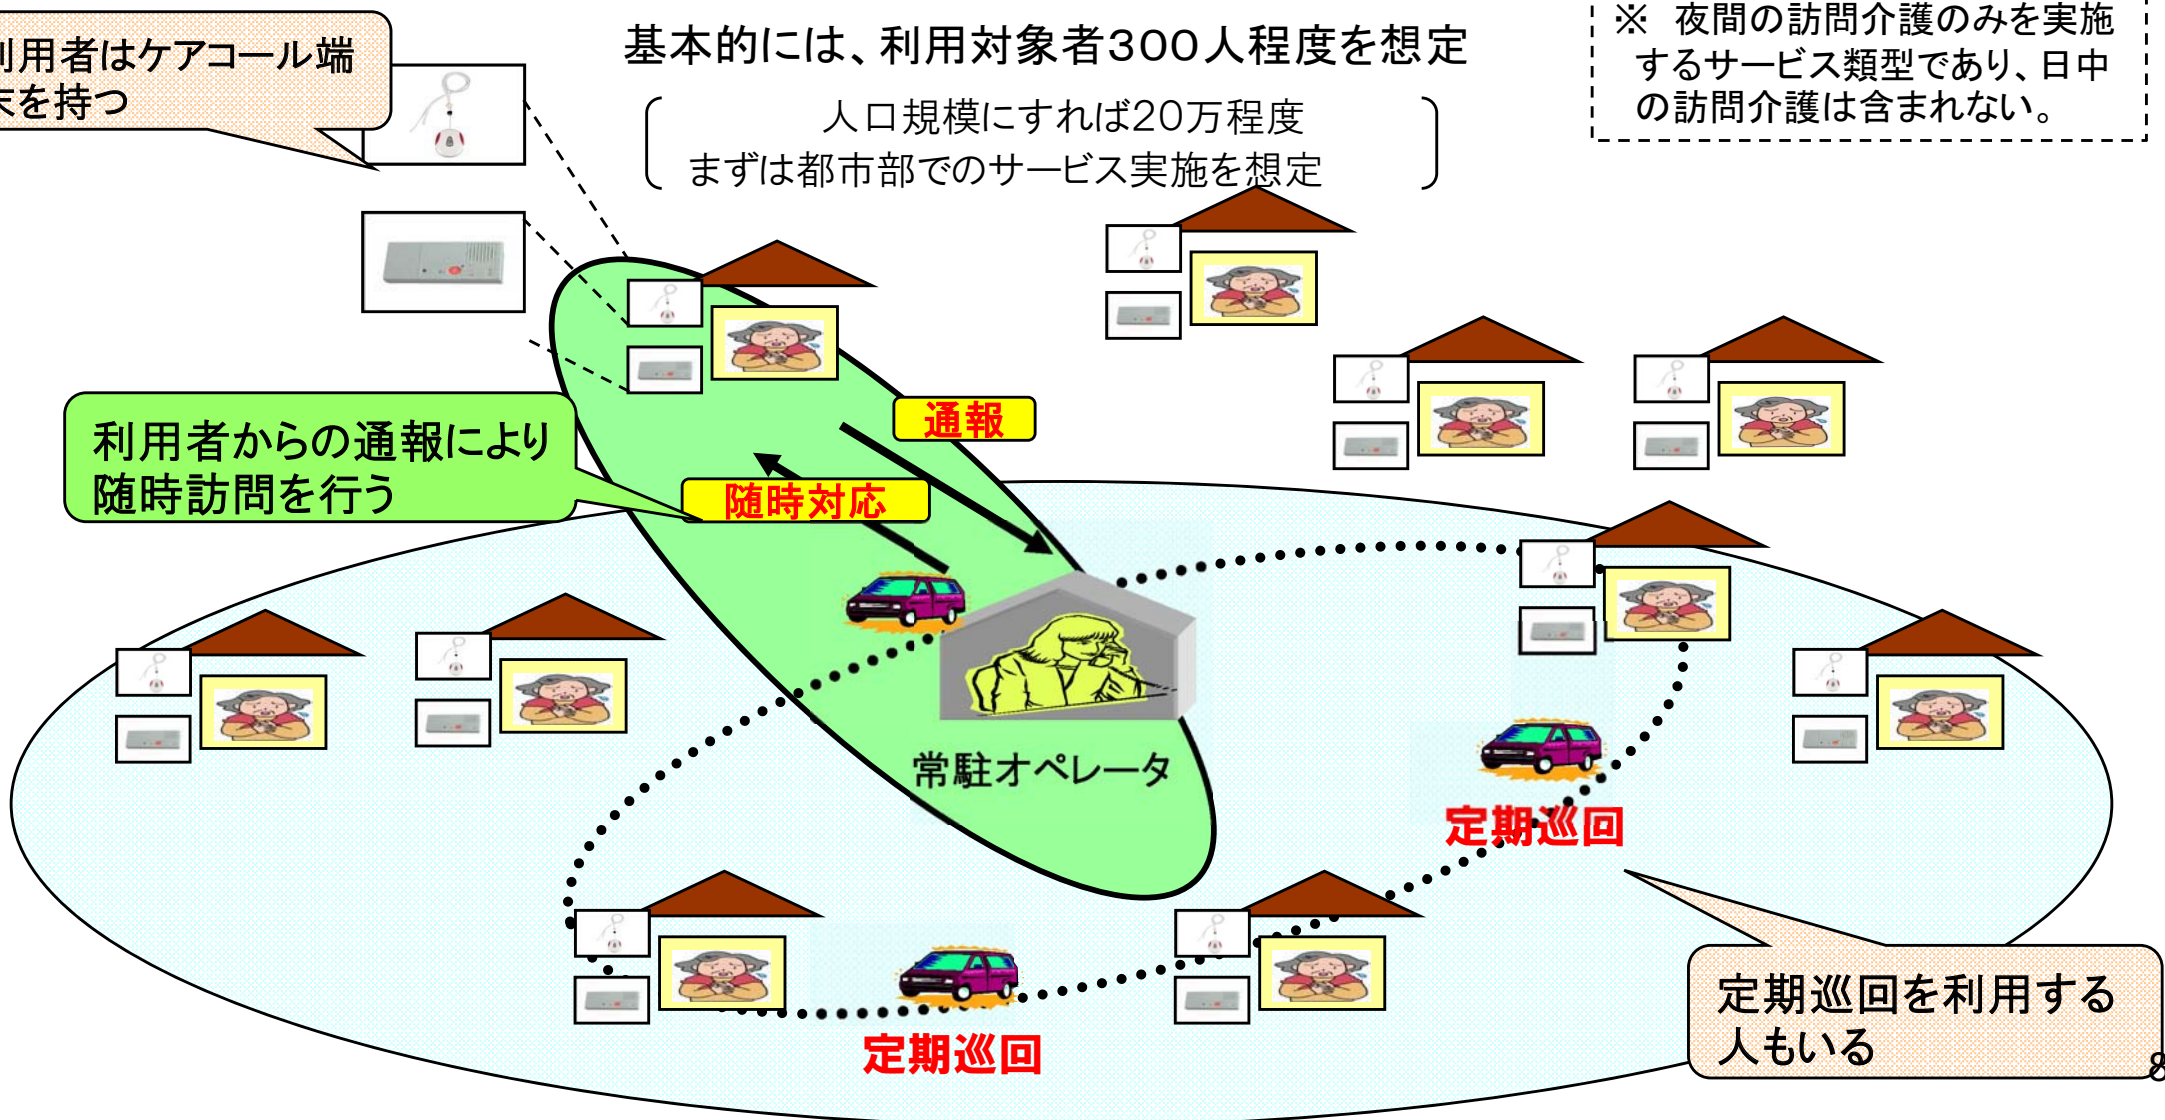 利用者はケアコール端
末を持つ
基本的には、利用対象者300人程度を想定
人口規模にすれば20万程度
まずは都市部でのサービス実施を想定
※ 夜間の訪問介護のみを実施
するサービス類型であり、日中
の訪問介護は含まれない。
通報
利用者からの通報により
随時訪問を行う
随時対応
常駐オペレータ
定期巡回
定期巡回
定期巡回を利用する
人もいる
8